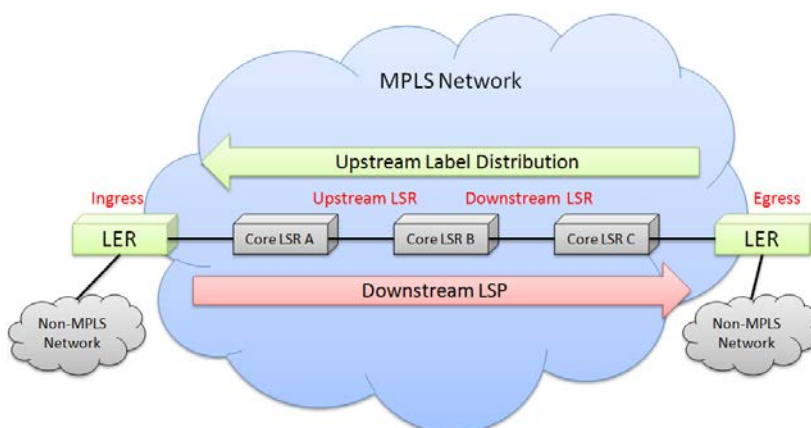 MPLS Network
Upstream Label Distribution
Ingress
Upstream LSR
Downstream LSR
Egress
LER
Core LSR A
Core LSR B
Core LSR C
LER
Downstream LSP
Non-MPLS
Network
Non-MPLS
Network